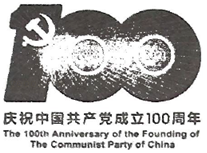 100
庆祝中国共产党成立100周年
The 100th Anniversary of the Founding of
The Communist Party of China